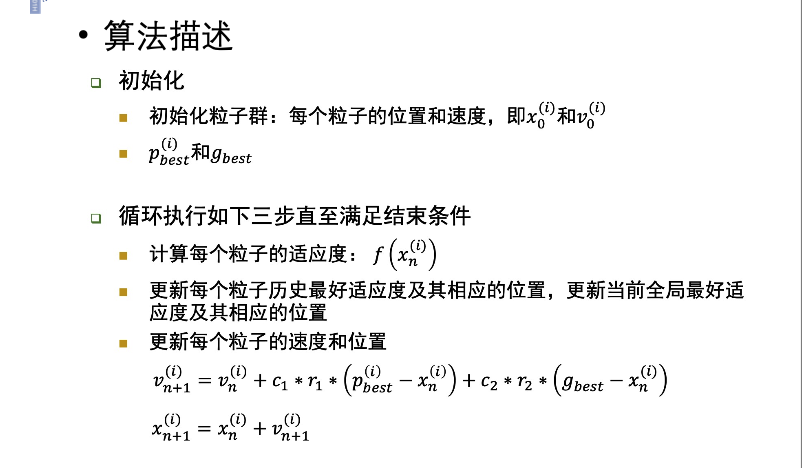 • 算法描述
初始化
初始化粒子群：每个粒子的位置和速度，即$x_0^{(i)}$和$v_0^{(i)}$
$p_{best}^{(i)}$和$g_{best}$
循环执行如下三步直至满足结束条件
计算每个粒子的适应度：$f\left(x_n^{(i)}\right)$
更新每个粒子历史最好适应度及其相应的位置，更新当前全局最好适
应度及其相应的位置
更新每个粒子的速度和位置
$v_{n+1}^{(i)} = v_n^{(i)} + c_1 * r_1 * \left(p_{best}^{(i)} - x_n^{(i)}\right) + c_2 * r_2 * \left(g_{best} - x_n^{(i)}\right)$
$x_{n+1}^{(i)} = x_n^{(i)} + v_{n+1}^{(i)}$